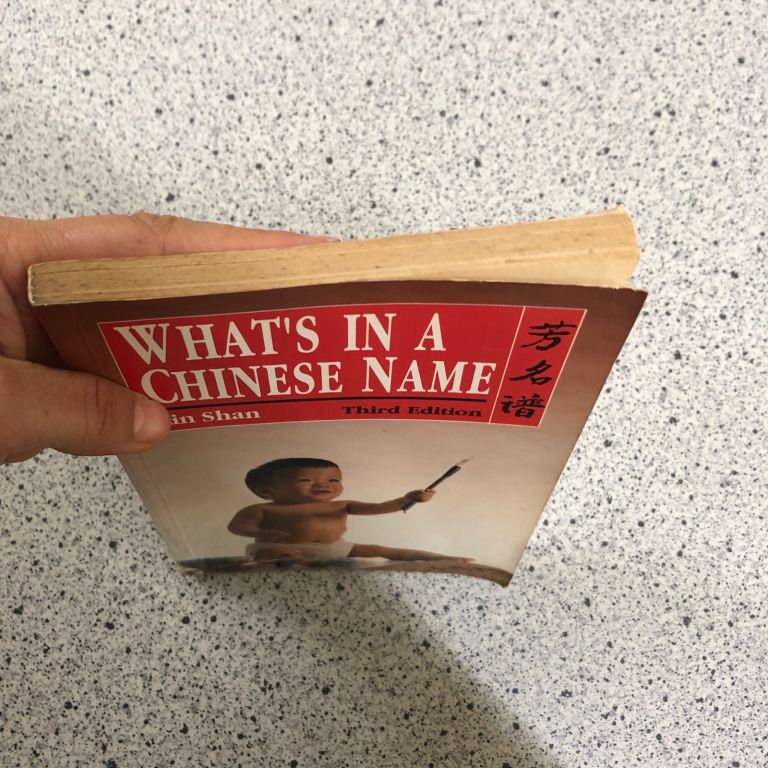 WHAT'S IN A
CHINESE NAME
Shan
Third Edition
芳名谱